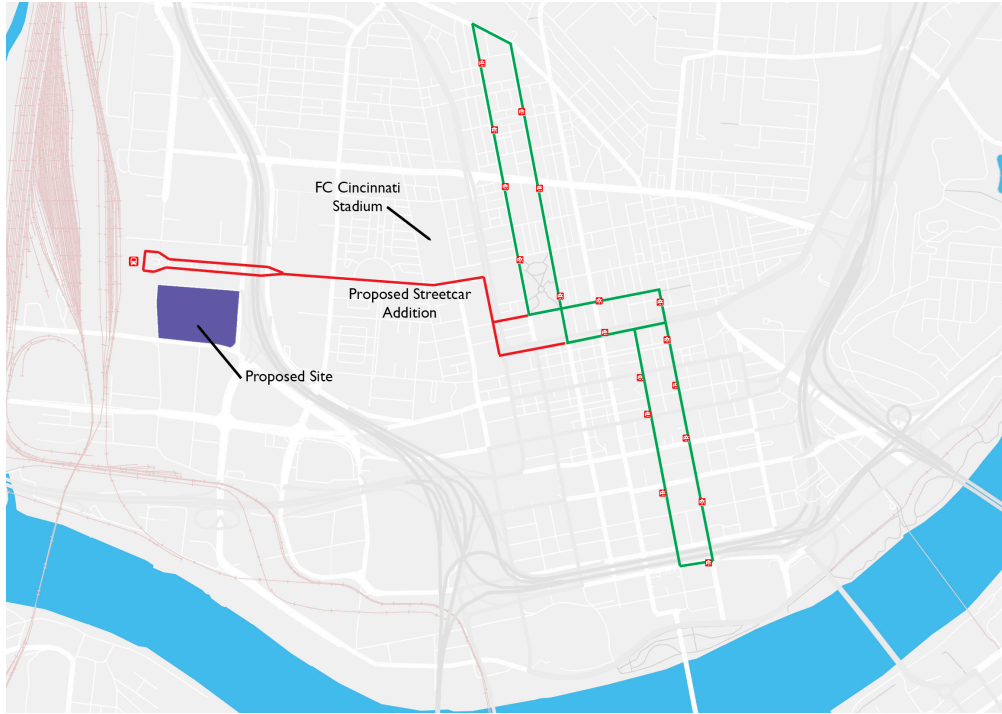 FC Cincinnati
Stadium
Proposed Streetcar
Addition
Proposed Site